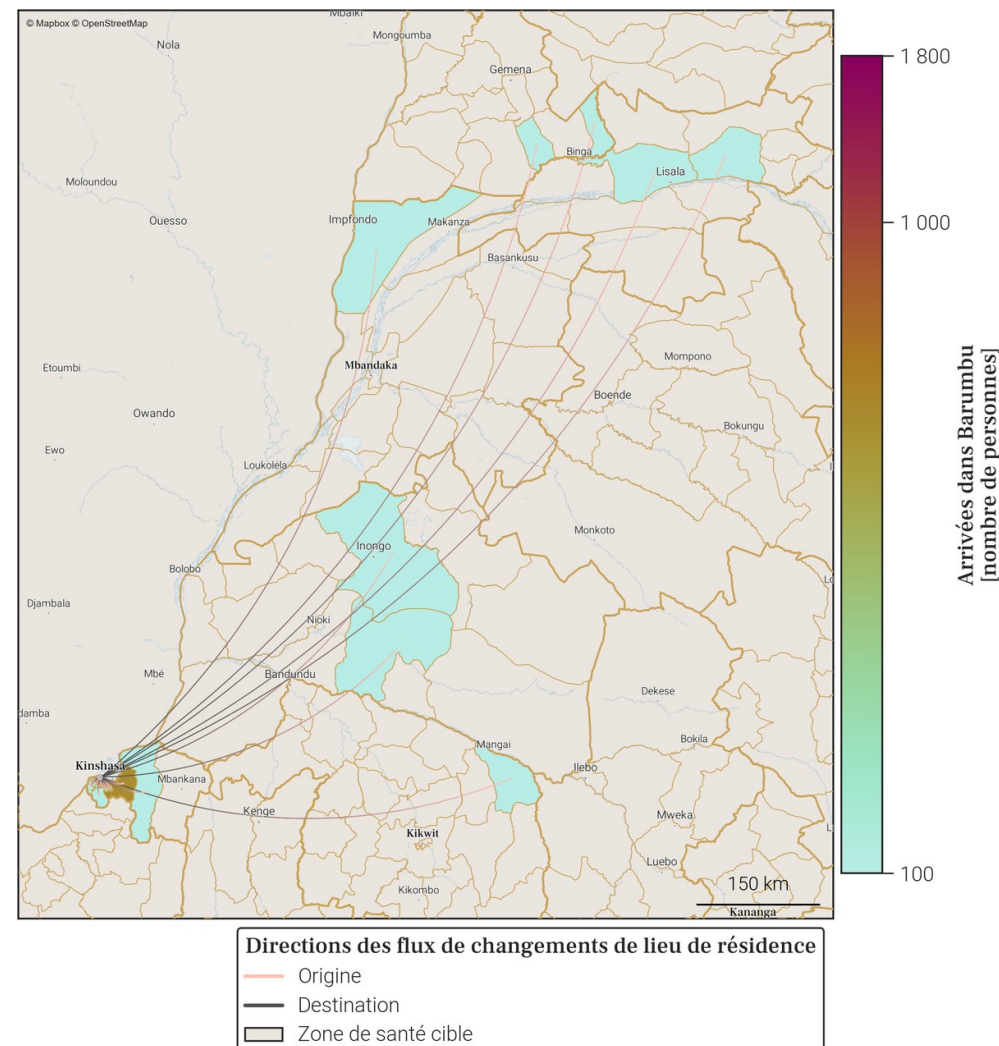 © Mapbox © OpenStreetMap
Mbaïki
Nola
Mongoumba
1 800
Gemena
Binga
Lisala
Moloundou
Ouesso
Impfondo
Makanza
1 000
Basankusu
Mompono
Etoumbi
Mbandaka
Boende
Owando
Bokungu
Ewo
Loukoléla
Monkoto
Inongo
Bolobo
Djambala
Nioki
Mbé
Bandundu
Dekese
damba
Mangai
Bokila
Kinshasa
Ilebo
Mbankana
Kenge
Mweka
Kikwit
Luebo
Kikombo
150 km
Kananga
100
Arrivées dans Barumbu
[nombre de personnes]
Directions des flux de changements de lieu de résidence
Origine
Destination
Zone de santé cible